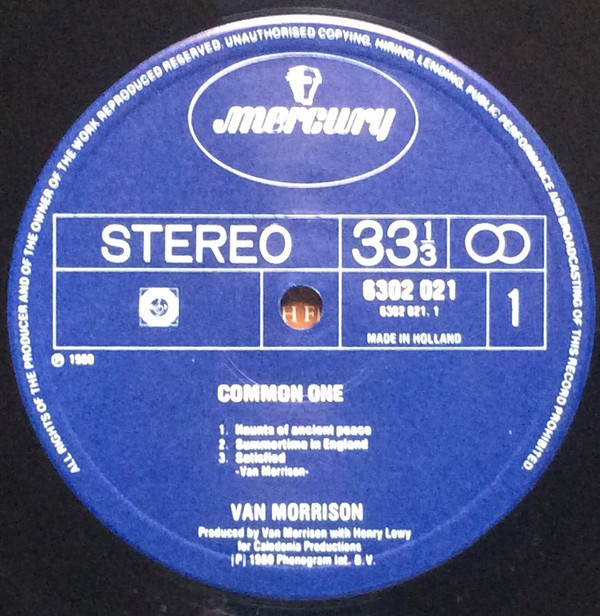 ALL RIGHTS OF THE PRODUCER AND OF THE OWNER OF THE WORK REPRODUCED RESERVED. UNAUTHORISED COPYING, HIRING, LENDING, PUBLIC PERFORMANCE AND BROADCASTING OF THIS RECORD PROHIBITED.
mercury
STEREO
33 1/3
6302 021
6302 021. 1
1
HF
MADE IN HOLLAND
℗ 1980
COMMON ONE
1. Haunts of ancient peace
2. Summertime in England
3. Satisfied
-Van Morrison-
VAN MORRISON
Produced by Van Morrison with Henry Lewy
for Caledonia Productions
(P) 1980 Phonogram Int. B.V.